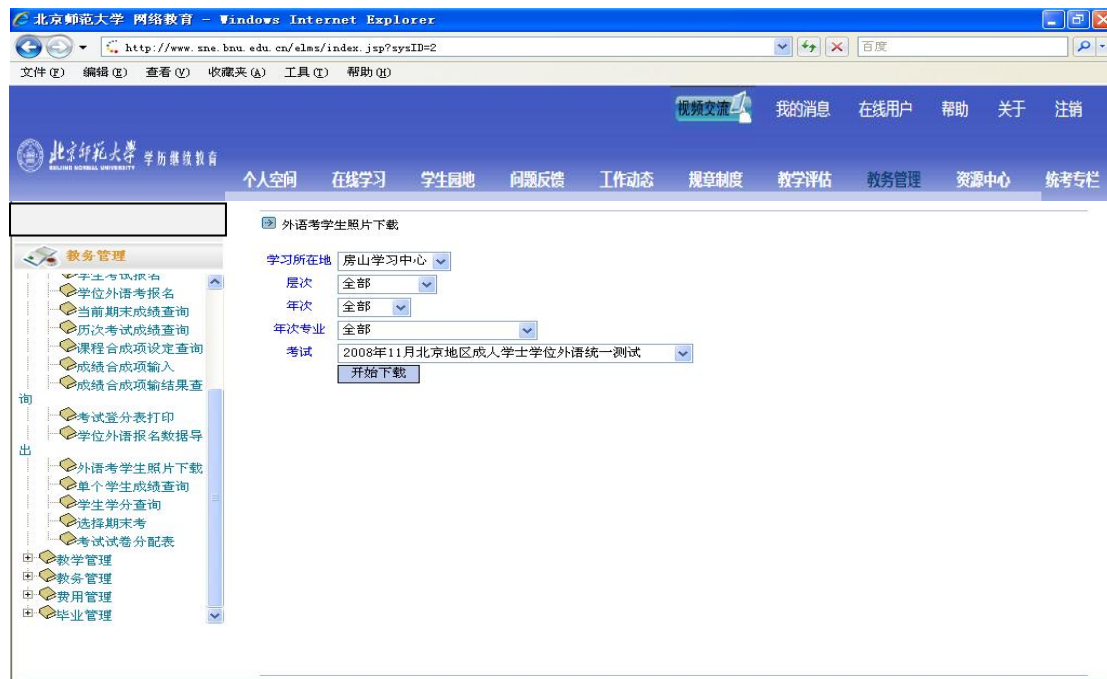 北京师范大学 网络教育 - Windows Internet Explorer
http://www.sne.bnu.edu.cn/elms/index.jsp?sysID=2
百度
文件(F) 编辑(E) 查看(V) 收藏夹(A) 工具(T) 帮助(H)
视频交流 我的消息 在线用户 帮助 关于 注销
北京师范大学 学历继续教育
BEIJING NORMAL UNIVERSITY
个人空间 在线学习 学生园地 问题反馈 工作动态 规章制度 教学评估 教务管理 资源中心 统考专栏
教务管理
学生考试报名
学位外语考报名
当前期末成绩查询
历次考试成绩查询
课程合成项设定查询
成绩合成项输入
成绩合成项输结果查
询
考试登分表打印
学位外语报名数据导
出
外语考学生照片下载
单个学生成绩查询
学生学分查询
选择期末考
考试试卷分配表
教学管理
教务管理
费用管理
毕业管理
外语考学生照片下载
学习所在地 房山学习中心
层次 全部
年次 全部
年次专业 全部
考试 2008年11月北京地区成人学士学位外语统一测试
开始下载